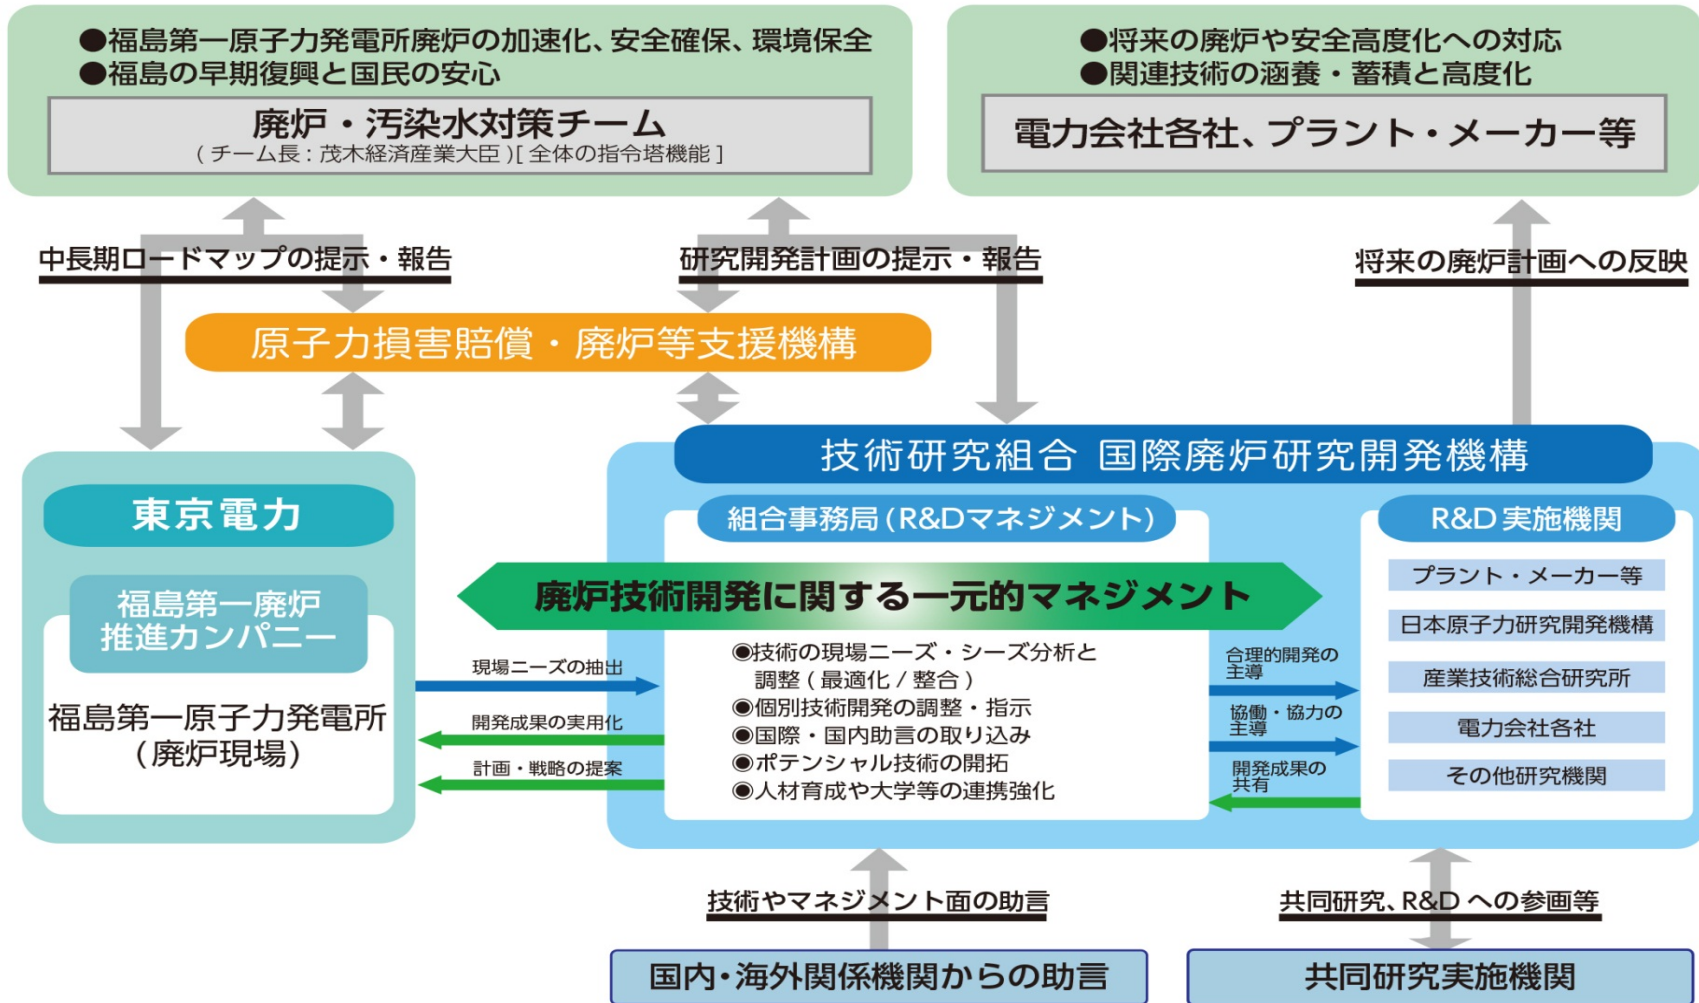 ●福島第一原子力発電所廃炉の加速化、安全確保、環境保全
●福島の早期復興と国民の安心
廃炉・汚染水対策チーム
(チーム長：茂木経済産業大臣)[全体の指令塔機能]
●将来の廃炉や安全高度化への対応
●関連技術の涵養・蓄積と高度化
電力会社各社、プラント・メーカー等
中長期ロードマップの提示・報告
研究開発計画の提示・報告
将来の廃炉計画への反映
原子力損害賠償・廃炉等支援機構
技術研究組合 国際廃炉研究開発機構
東京電力
福島第一廃炉
推進カンパニー
福島第一原子力発電所
(廃炉現場)
組合事務局(R&Dマネジメント)
R&D実施機関
廃炉技術開発に関する一元的マネジメント
現場ニーズの抽出
開発成果の実用化
計画・戦略の提案
◉技術の現場ニーズ・シーズ分析と
調整(最適化/整合)
◉個別技術開発の調整・指示
◉国際・国内助言の取り込み
◉ポテンシャル技術の開拓
◉人材育成や大学等の連携強化
合理的開発の
主導
協働・協力の
主導
開発成果の
共有
プラント・メーカー等
日本原子力研究開発機構
産業技術総合研究所
電力会社各社
その他研究機関
技術やマネジメント面の助言
共同研究、R&Dへの参画等
国内・海外関係機関からの助言
共同研究実施機関